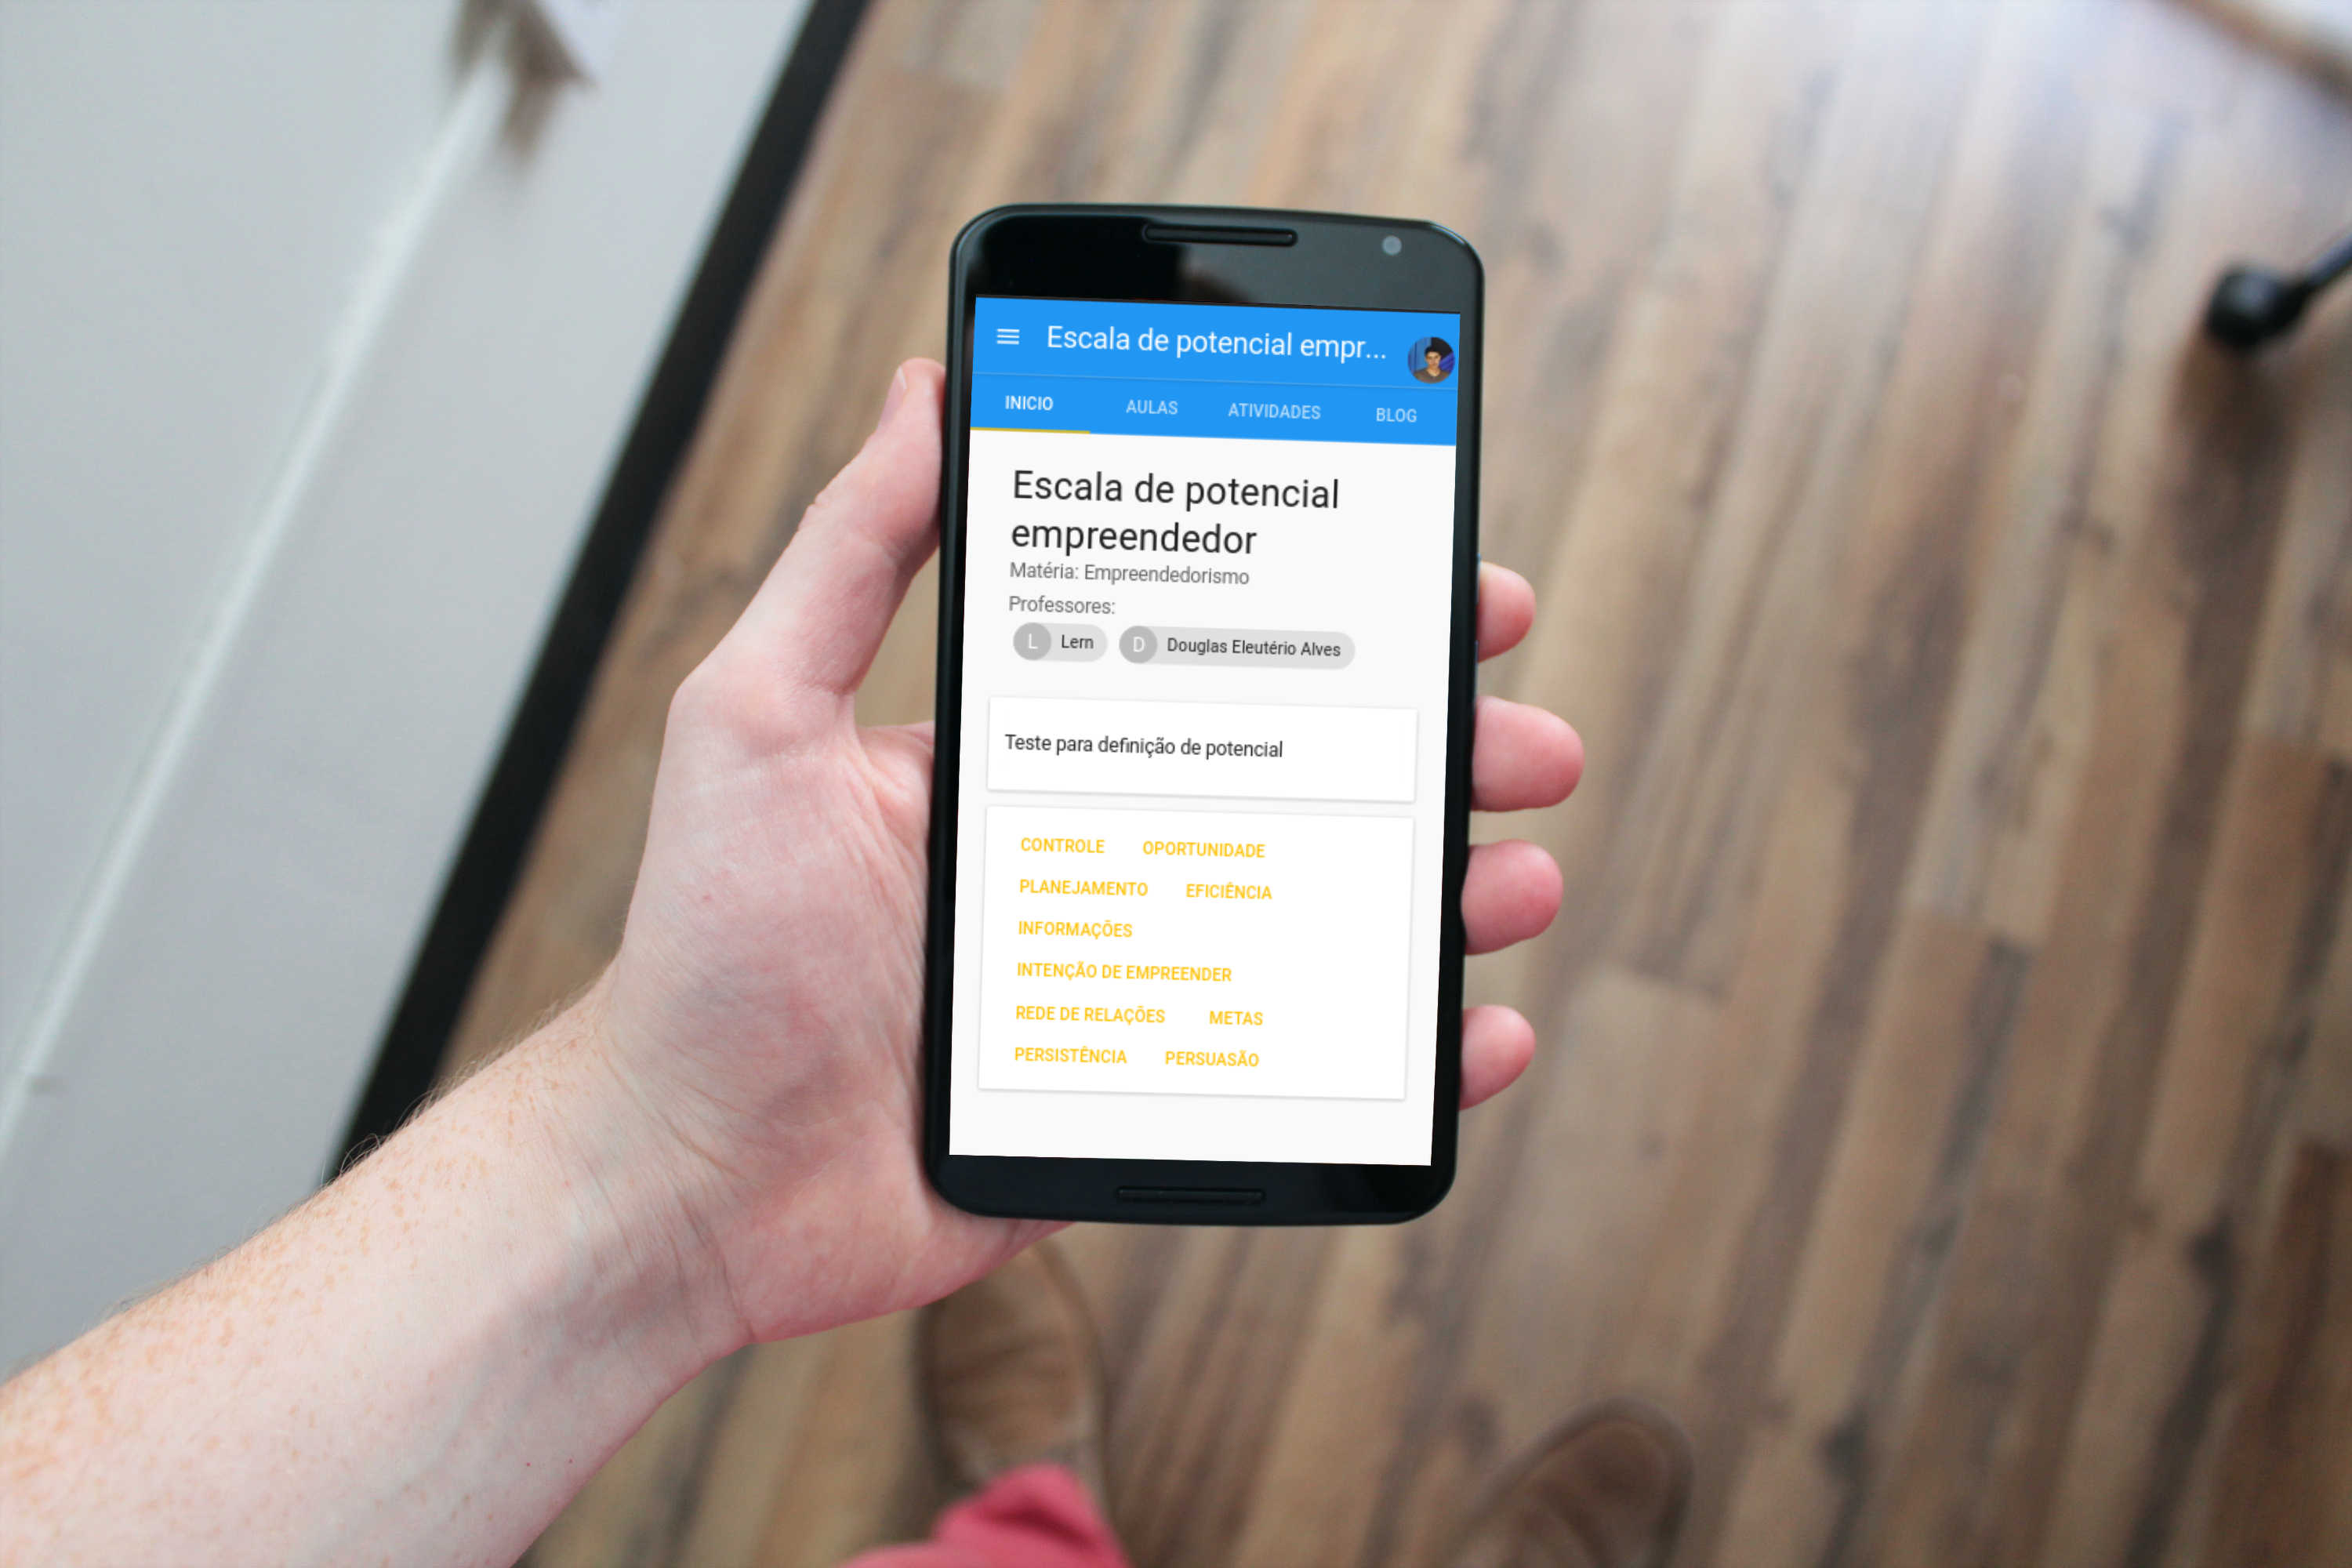 Escala de potencial empr...
INICIO AULAS ATIVIDADES BLOG
Escala de potencial
empreendedor
Matéria: Empreendedorismo
Professores:
L Lern D Douglas Eleutério Alves
Teste para definição de potencial
CONTROLE OPORTUNIDADE
PLANEJAMENTO EFICIÊNCIA
INFORMAÇÕES
INTENÇÃO DE EMPREENDER
REDE DE RELAÇÕES METAS
PERSISTÊNCIA PERSUASÃO